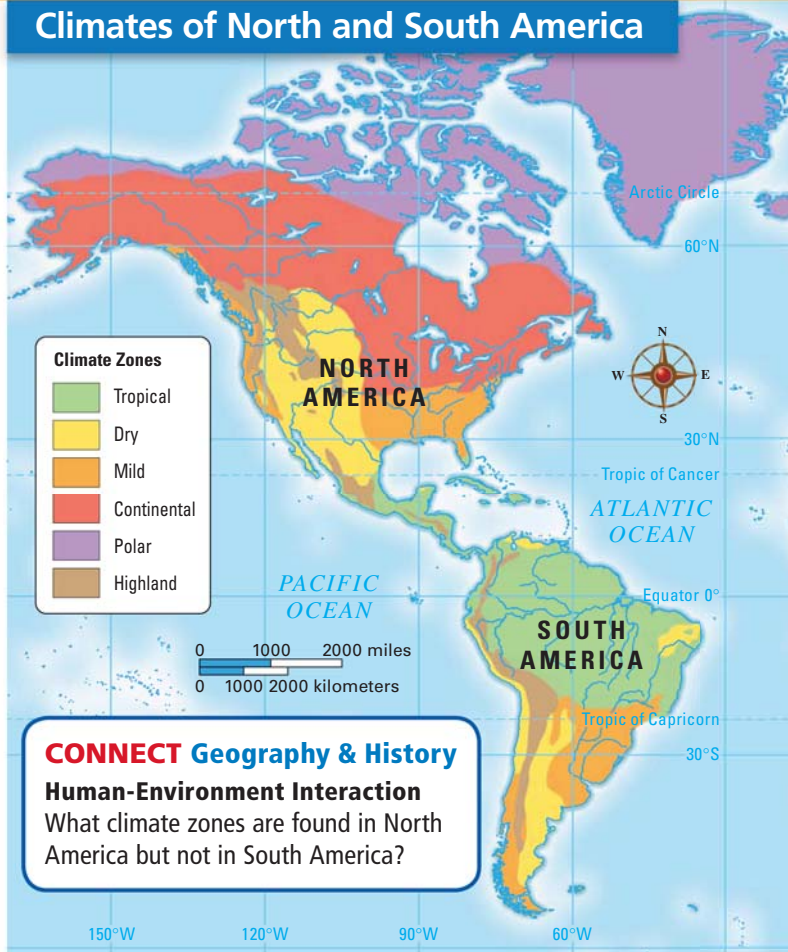 Climates of North and South America
Arctic Circle
60°N
Climate Zones
Tropical
Dry
Mild
Continental
Polar
Highland
NORTH
AMERICA
N
W
E
S
30°N
Tropic of Cancer
ATLANTIC
OCEAN
PACIFIC
OCEAN
Equator 0°
SOUTH
AMERICA
0 1000 2000 miles
0 1000 2000 kilometers
Tropic of Capricorn
30°S
CONNECT Geography & History
Human-Environment Interaction
What climate zones are found in North
America but not in South America?
150°W 120°W 90°W 60°W